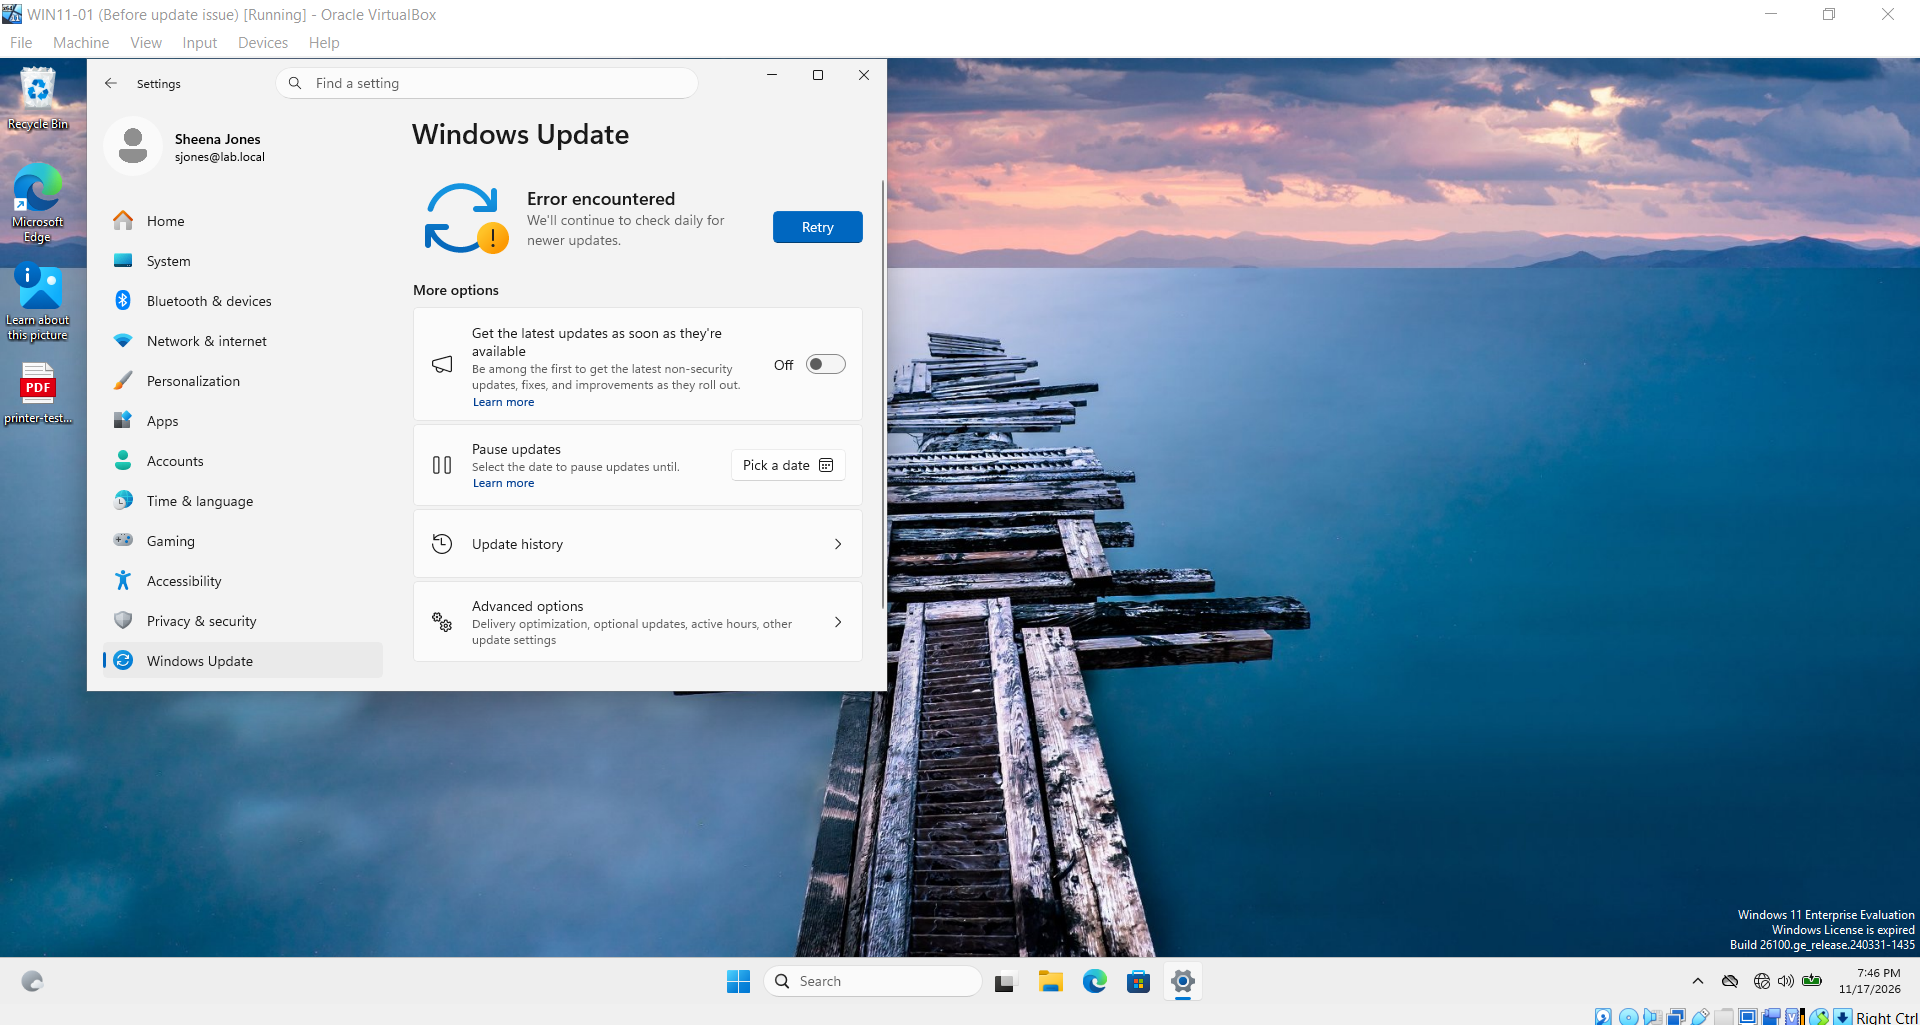 WIN11-01 (Before update issue) [Running] - Oracle VirtualBox
File Machine View Input Devices Help
Recycle Bin
Microsoft
Edge
Learn about
this picture
PDF
printer-test...
Settings
Find a setting
Sheena Jones
sjones@lab.local
Home
System
Bluetooth & devices
Network & internet
Personalization
Apps
Accounts
Time & language
Gaming
Accessibility
Privacy & security
Windows Update
Windows Update
Error encountered
We'll continue to check daily for
newer updates.
Retry
More options
Get the latest updates as soon as they're
available
Be among the first to get the latest non-security
updates, fixes, and improvements as they roll out.
Learn more
Off
Pause updates
Select the date to pause updates until.
Learn more
Pick a date
Update history
Advanced options
Delivery optimization, optional updates, active hours, other
update settings
Windows 11 Enterprise Evaluation
Windows License is expired
Build 26100.ge_release.240331-1435
Search
7:46 PM
11/17/2026
Right Ctrl